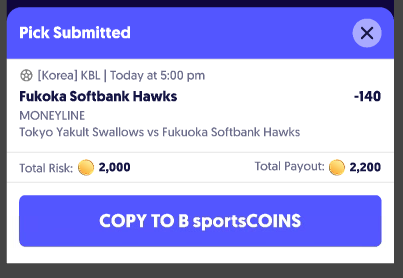 Pick Submitted
[Korea] KBL | Today at 5:00 pm
Fukoka Softbank Hawks -140
MONEYLINE
Tokyo Yakult Swallows vs Fukuoka Softbank Hawks
Total Risk: 2,000 Total Payout: 2,200
COPY TO B sportsCOINS